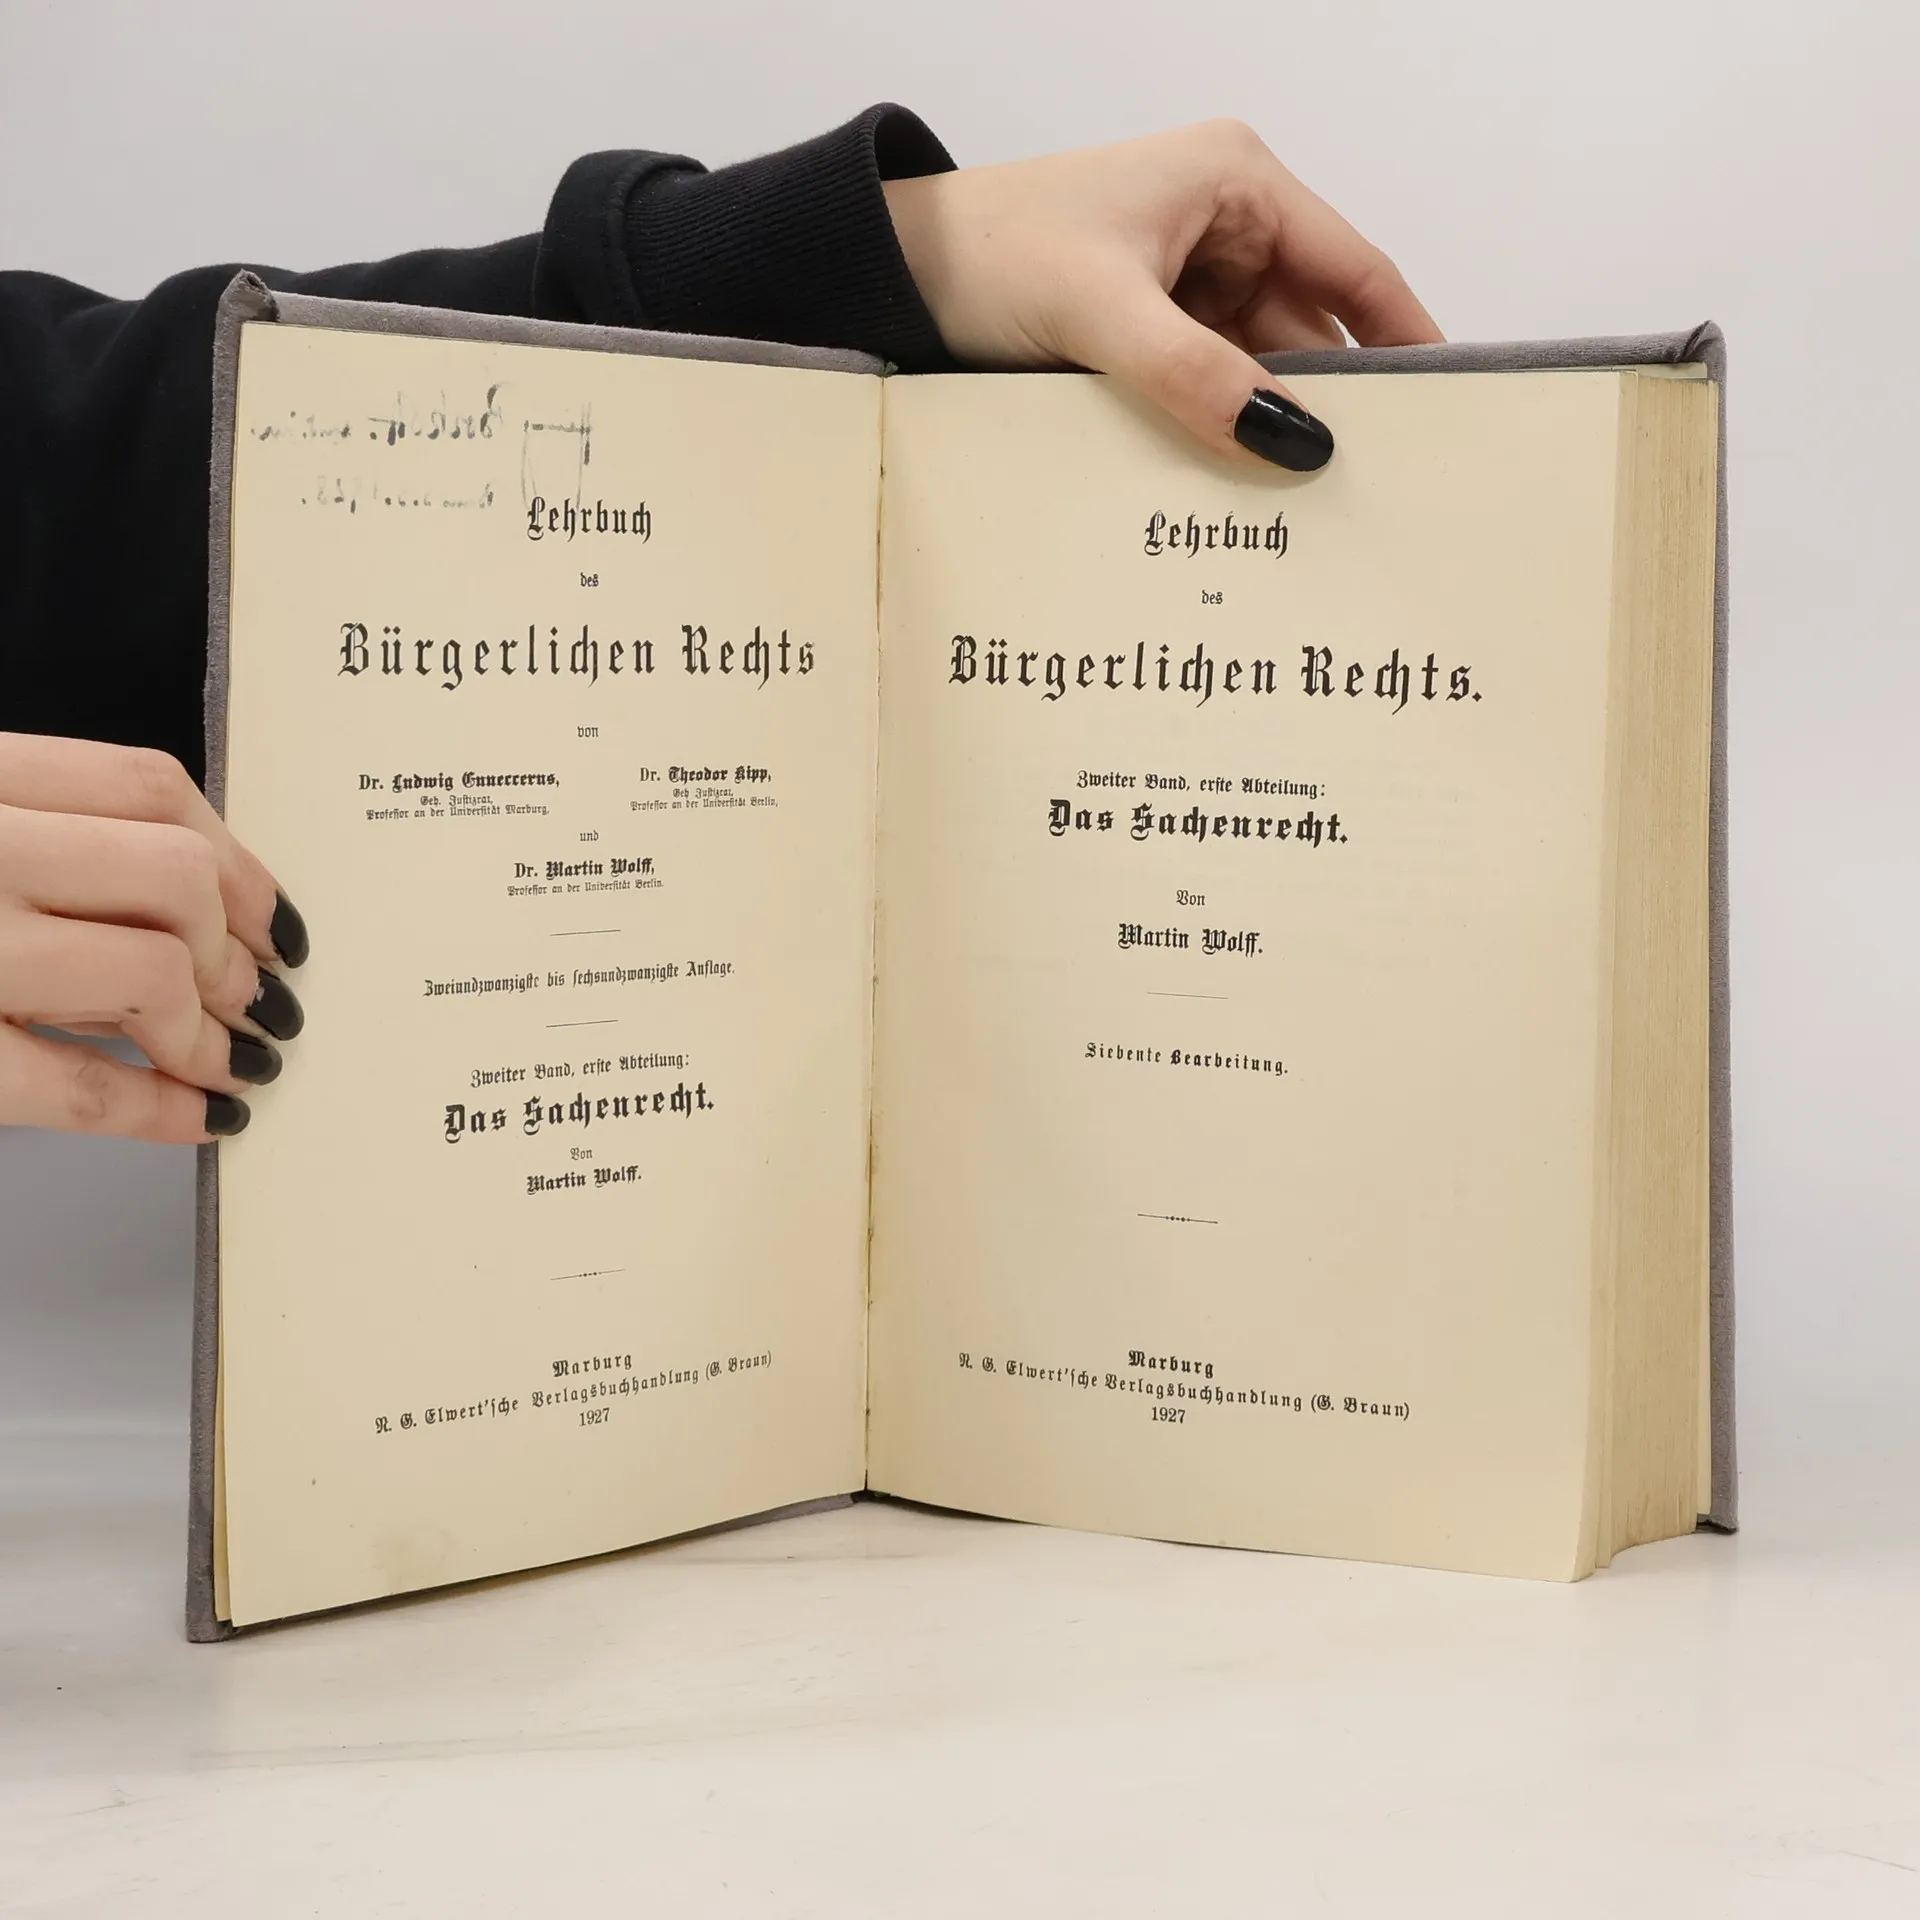 Lehrbuch
des
Bürgerlichen Rechts
von
Dr. Ludwig Enneccerus,
Geh. Justizrat,
Professor an der Universität Marburg,
Dr. Theodor Kipp,
Geh. Justizrat,
Professor an der Universität Berlin,
und
Dr. Martin Wolff,
Professor an der Universität Berlin.
Zweiundzwanzigste bis sechsundzwanzigste Auflage.
Zweiter Band, erste Abteilung:
Das Sachenrecht.
Von
Martin Wolff.
Marburg
N. G. Elwert'sche Verlagsbuchhandlung (G. Braun)
1927
Lehrbuch
des
Bürgerlichen Rechts.
Zweiter Band, erste Abteilung:
Das Sachenrecht.
Von
Martin Wolff.
Siebente Bearbeitung.
Marburg
N. G. Elwert'sche Verlagsbuchhandlung (G. Braun)
1927